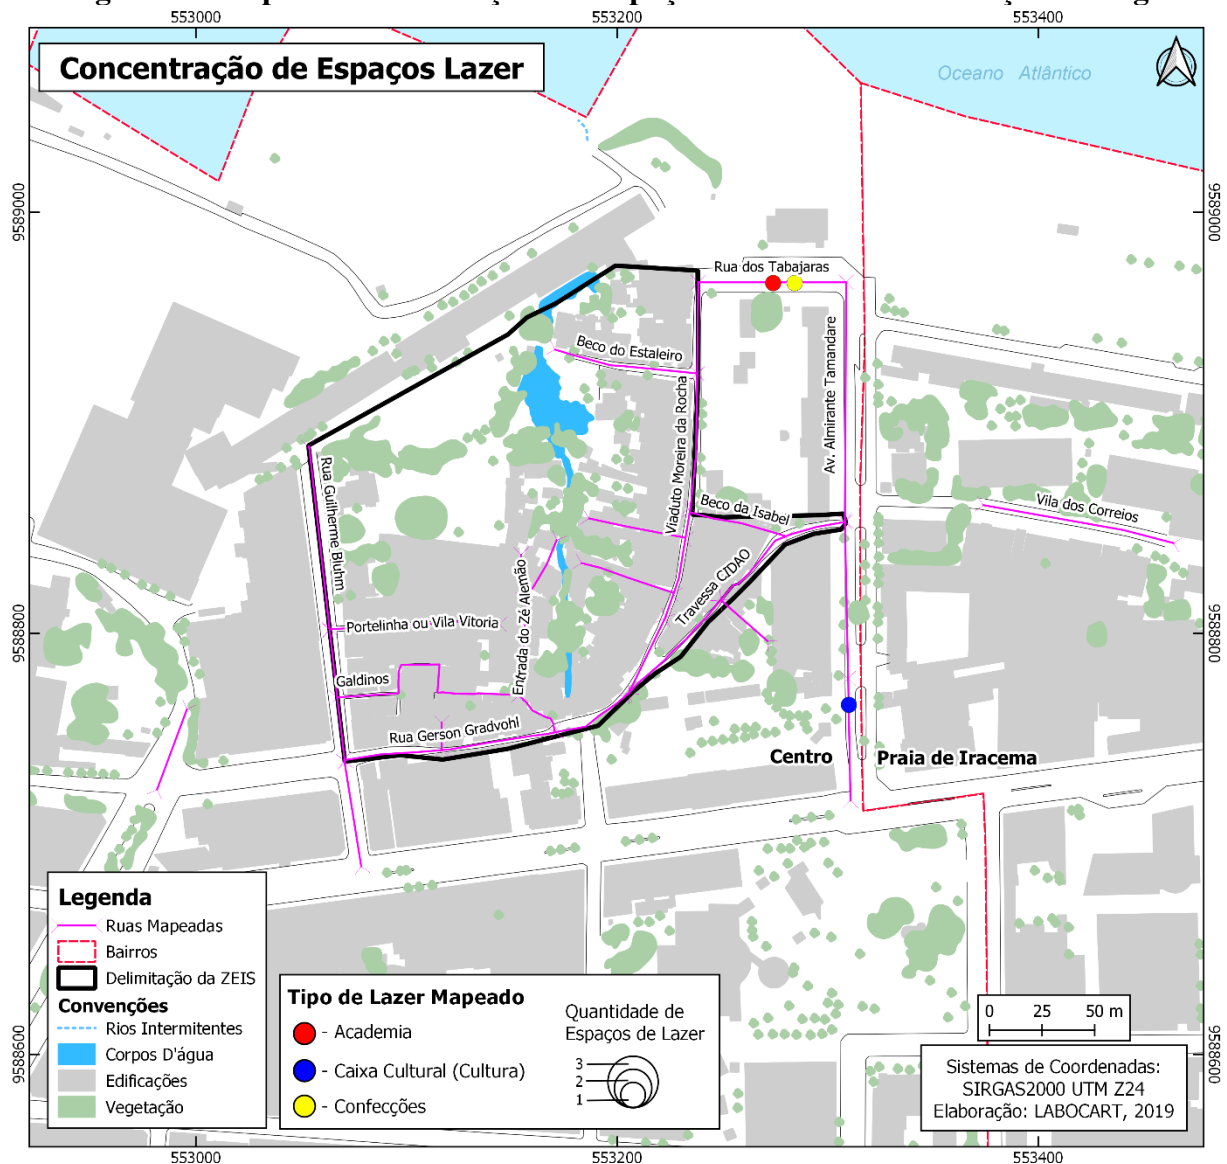 553000
553200
553400
Concentração de Espaços Lazer
Oceano Atlântico
9589000
9589000
Rua dos Tabajaras
Beco do Estaleiro
Av. Almirante Tamandare
Viaduto Moreira da Rocha
Rua Guilherme Bluhm
Beco da Isabel
Vila dos Correios
Travessa CIDAO
Entrada do Zé Alemão
Portelinha ou Vila Vitoria
9588800
9588800
Galdinos
Rua Gerson Gradvohl
Centro
Praia de Iracema
Legenda
Ruas Mapeadas
Bairros
Delimitação da ZEIS
Convenções
Rios Intermitentes
Corpos D'água
Edificações
Vegetação
Tipo de Lazer Mapeado
- Academia
- Caixa Cultural (Cultura)
- Confecções
Quantidade de
Espaços de Lazer
3
2
1
0 25 50 m
Sistemas de Coordenadas:
SIRGAS2000 UTM Z24
Elaboração: LABOCART, 2019
9588600
9588600
553000
553200
553400